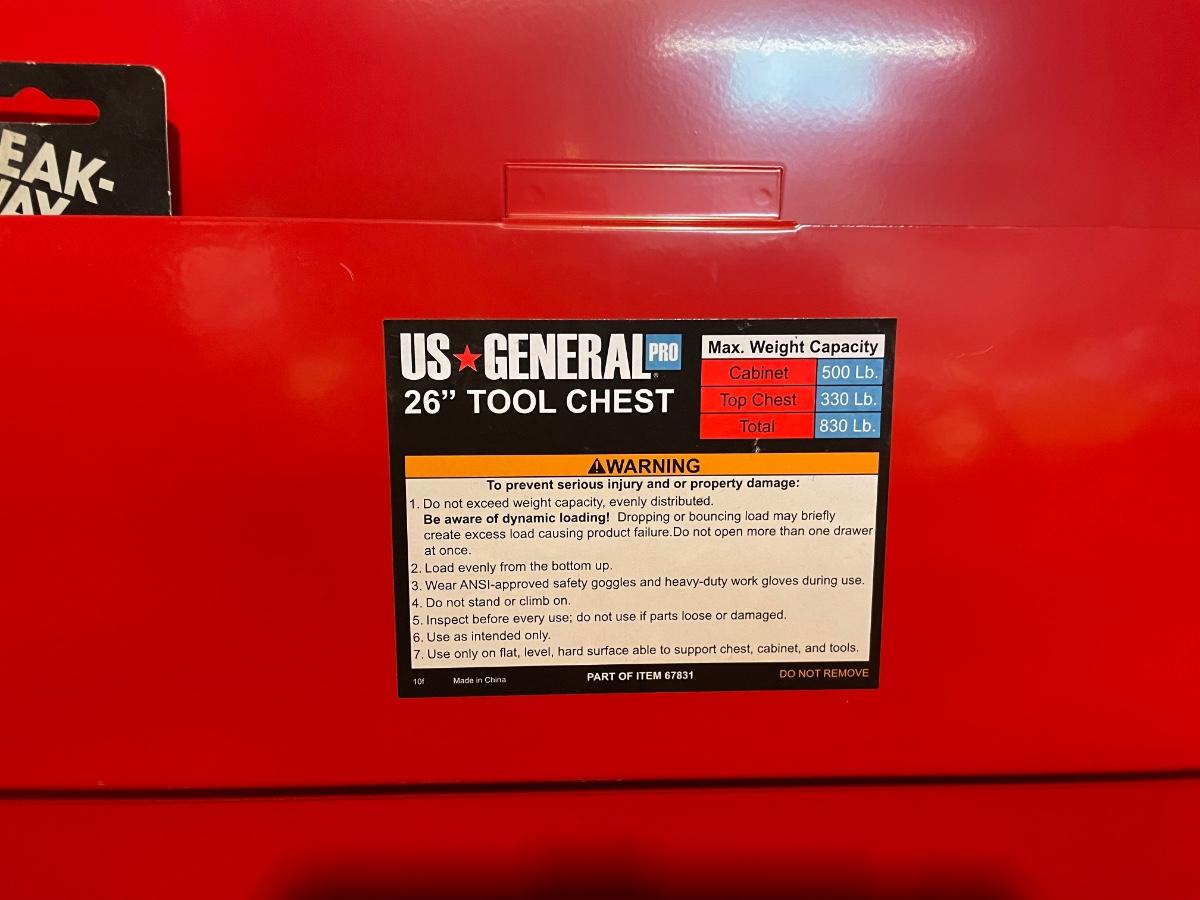 EAK-
WAY
US★GENERAL PRO
26” TOOL CHEST
Max. Weight Capacity
Cabinet 500 Lb.
Top Chest 330 Lb.
Total 830 Lb.
⚠WARNING
To prevent serious injury and or property damage:
1. Do not exceed weight capacity, evenly distributed.
Be aware of dynamic loading! Dropping or bouncing load may briefly
create excess load causing product failure.Do not open more than one drawer
at once.
2. Load evenly from the bottom up.
3. Wear ANSI-approved safety goggles and heavy-duty work gloves during use.
4. Do not stand or climb on.
5. Inspect before every use; do not use if parts loose or damaged.
6. Use as intended only.
7. Use only on flat, level, hard surface able to support chest, cabinet, and tools.
10f Made in China PART OF ITEM 67831 DO NOT REMOVE